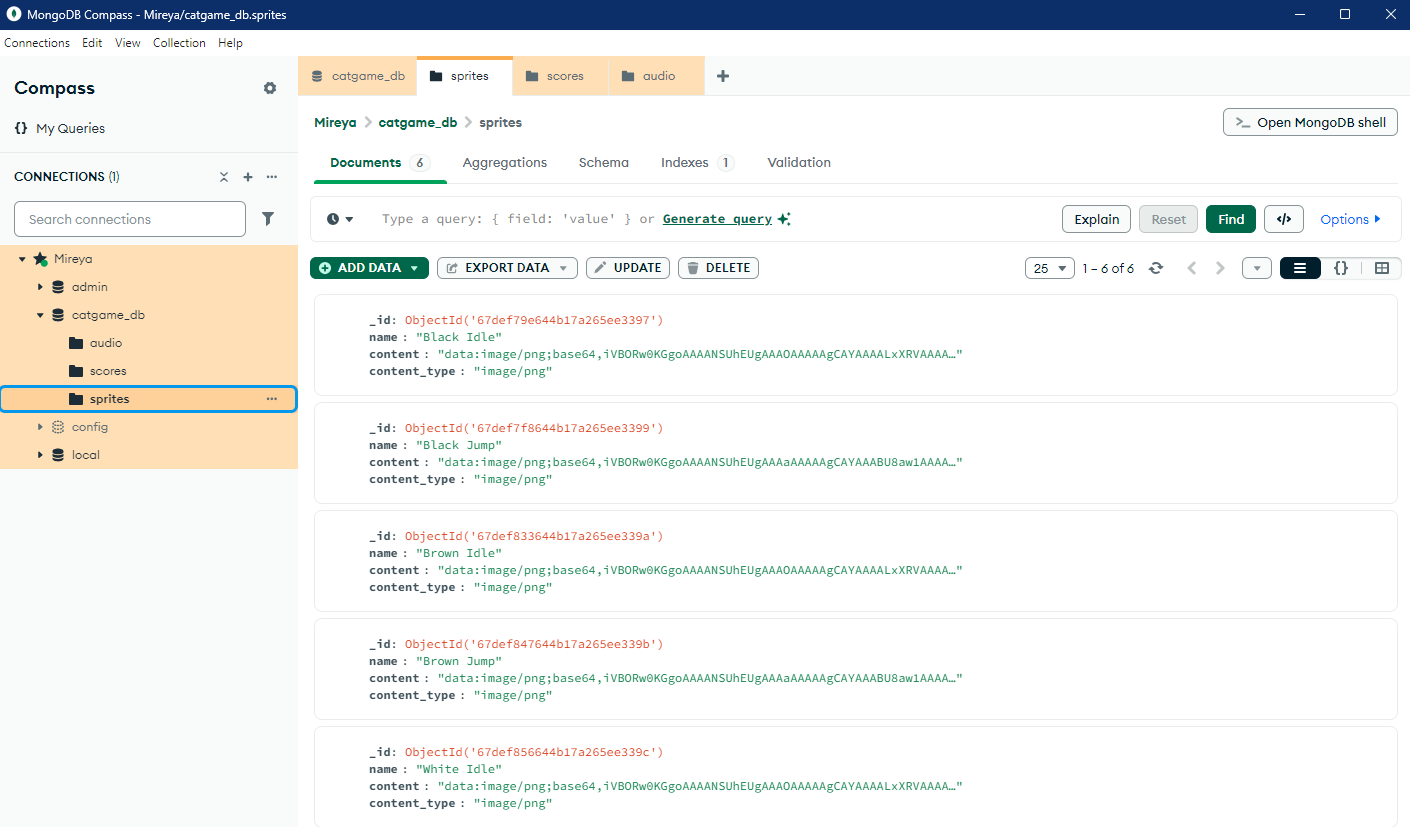 MongoDB Compass - Mireya/catgame_db.sprites
Connections Edit View Collection Help
Compass
My Queries
CONNECTIONS (1)
Search connections
Mireya
admin
catgame_db
audio
scores
sprites
config
local
catgame_db sprites scores audio
Mireya > catgame_db > sprites
Open MongoDB shell
Documents 6 Aggregations Schema Indexes 1 Validation
Type a query: { field: 'value' } or Generate query
Explain Reset Find </> Options
ADD DATA EXPORT DATA UPDATE DELETE
25 1 – 6 of 6 {}
_id: ObjectId('67def79e644b17a265ee3397')
name : "Black Idle"
content : "data:image/png;base64,iVBORw0KGgoAAAANSUhEUgAAAOAAAAAgCAYAAAALxXRVAAAA…"
content_type : "image/png"
_id: ObjectId('67def7f8644b17a265ee3399')
name : "Black Jump"
content : "data:image/png;base64,iVBORw0KGgoAAAANSUhEUgAAAaAAAAAgCAYAAABU8aw1AAAA…"
content_type : "image/png"
_id: ObjectId('67def833644b17a265ee339a')
name : "Brown Idle"
content : "data:image/png;base64,iVBORw0KGgoAAAANSUhEUgAAAOAAAAAgCAYAAAALxXRVAAAA…"
content_type : "image/png"
_id: ObjectId('67def847644b17a265ee339b')
name : "Brown Jump"
content : "data:image/png;base64,iVBORw0KGgoAAAANSUhEUgAAAaAAAAAgCAYAAABU8aw1AAAA…"
content_type : "image/png"
_id: ObjectId('67def856644b17a265ee339c')
name : "White Idle"
content : "data:image/png;base64,iVBORw0KGgoAAAANSUhEUgAAAOAAAAAgCAYAAAALxXRVAAAA…"
content_type : "image/png"